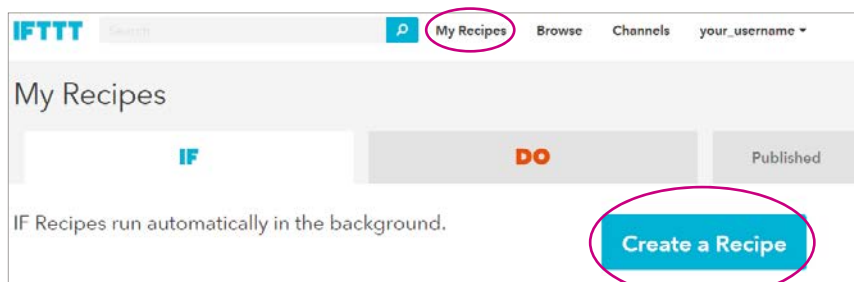 IFTTT Search My Recipes Browse Channels your_username
My Recipes
IF DO Published
IF Recipes run automatically in the background.
Create a Recipe